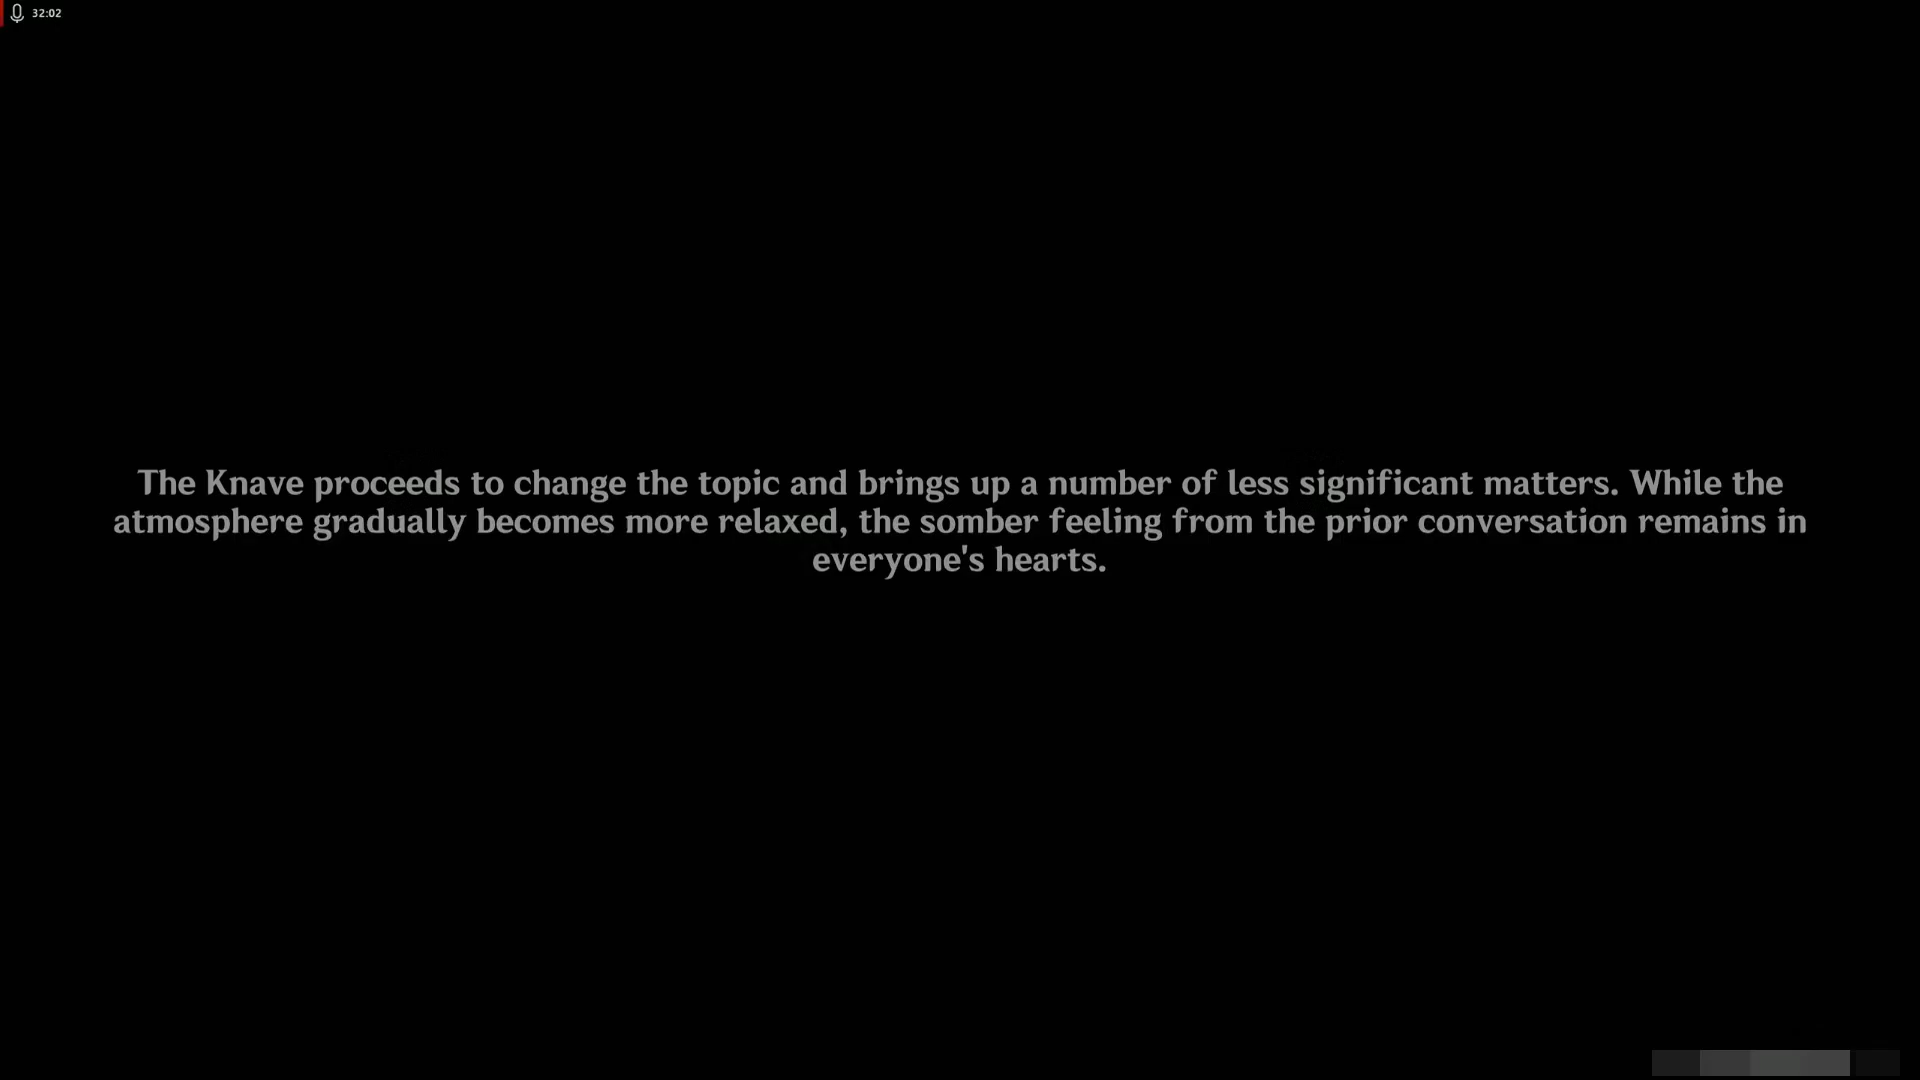 32:02
The Knave proceeds to change the topic and brings up a number of less significant matters. While the
atmosphere gradually becomes more relaxed, the somber feeling from the prior conversation remains in
everyone's hearts.